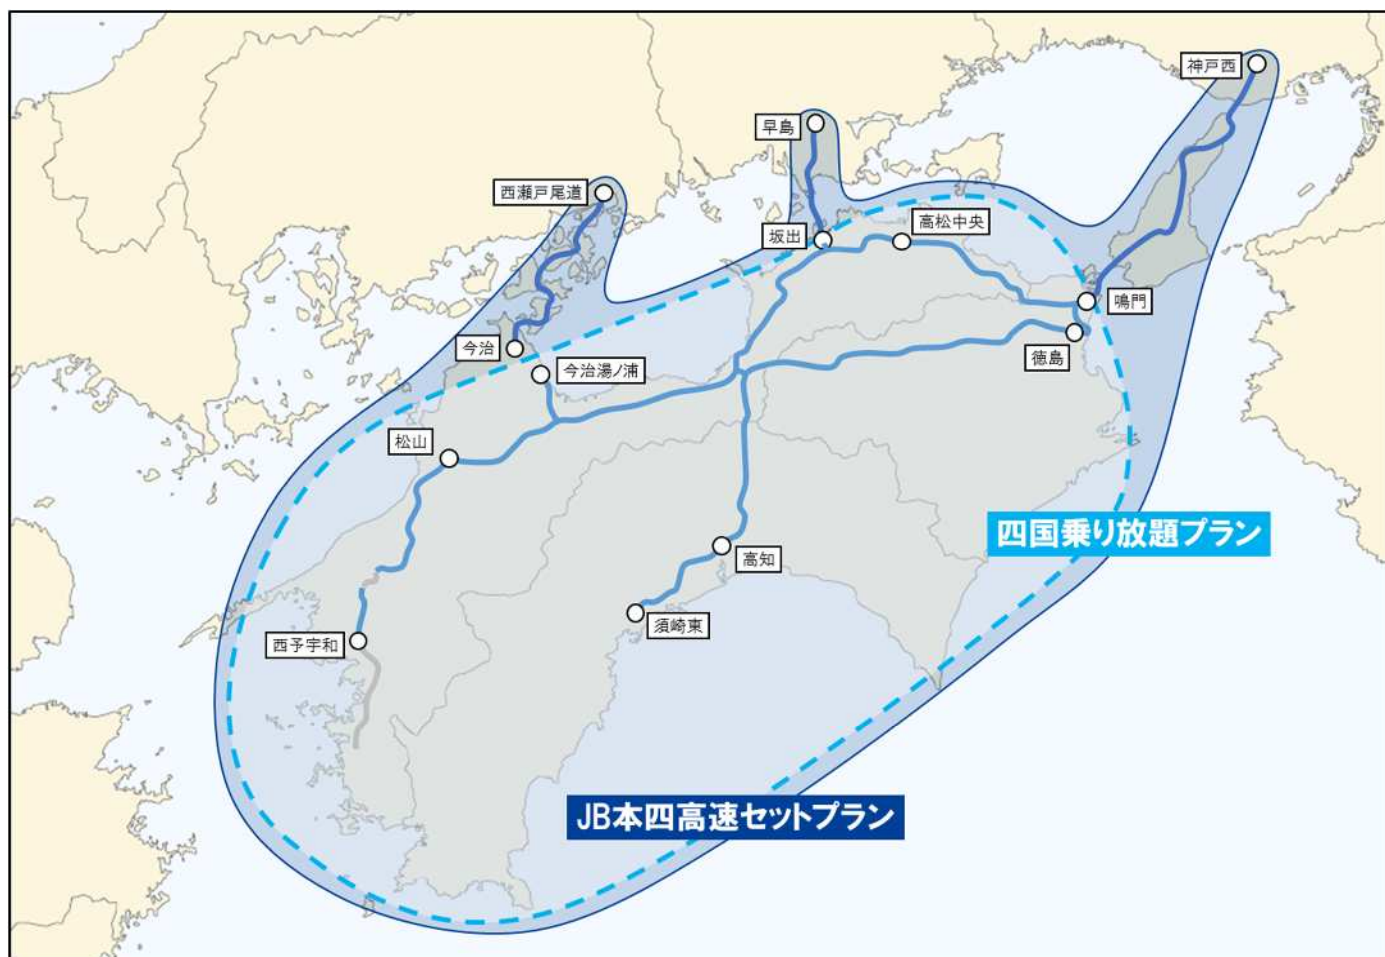 神戸西
早島
西瀬戸尾道
高松中央
坂出
鳴門
徳島
今治
今治湯ノ浦
松山
四国乗り放題プラン
高知
須崎東
西予宇和
JB本四高速セットプラン